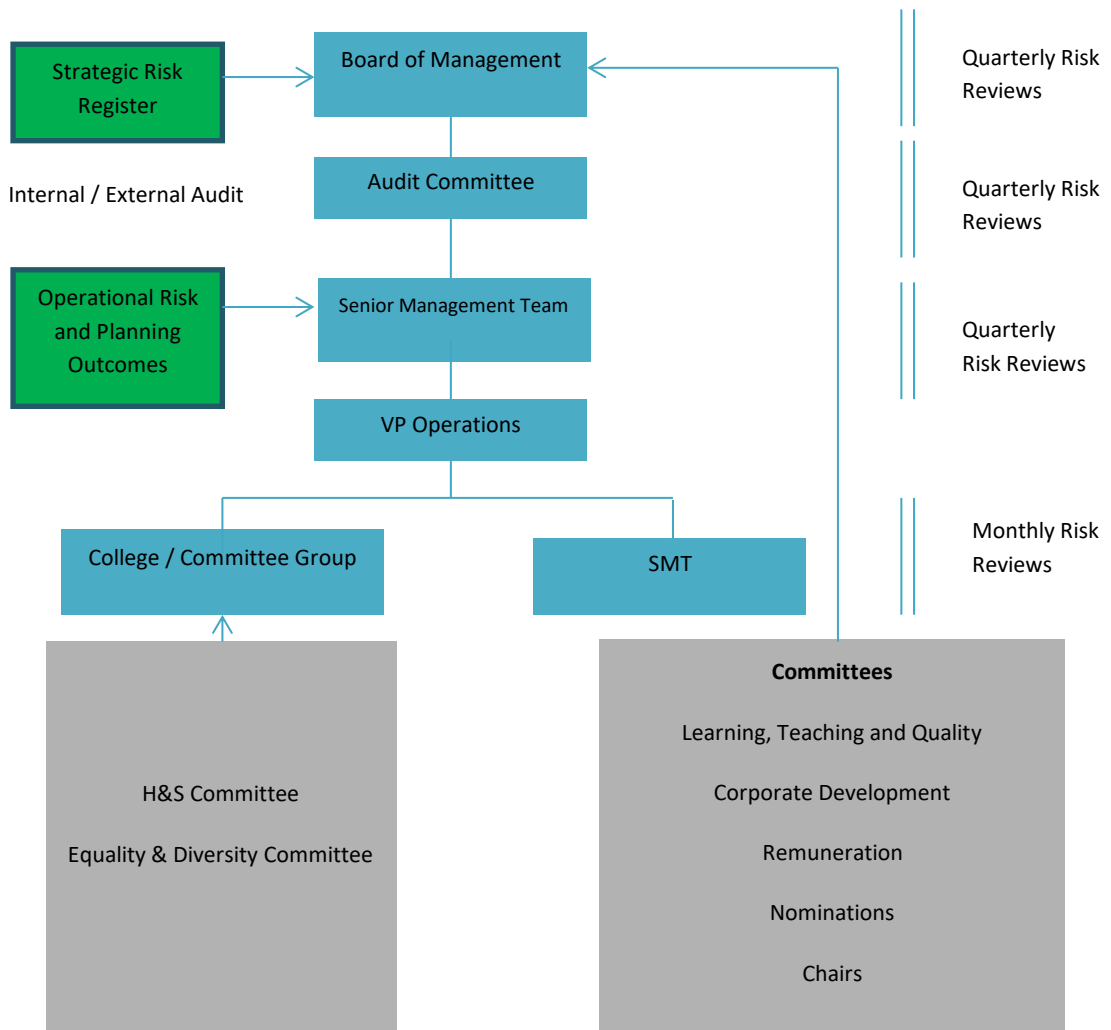 Strategic Risk
Register
Board of Management
Quarterly Risk
Reviews
Internal / External Audit
Audit Committee
Quarterly Risk
Reviews
Operational Risk
and Planning
Outcomes
Senior Management Team
Quarterly
Risk Reviews
VP Operations
College / Committee Group
SMT
Monthly Risk
Reviews
H&S Committee
Equality & Diversity Committee
Committees
Learning, Teaching and Quality
Corporate Development
Remuneration
Nominations
Chairs